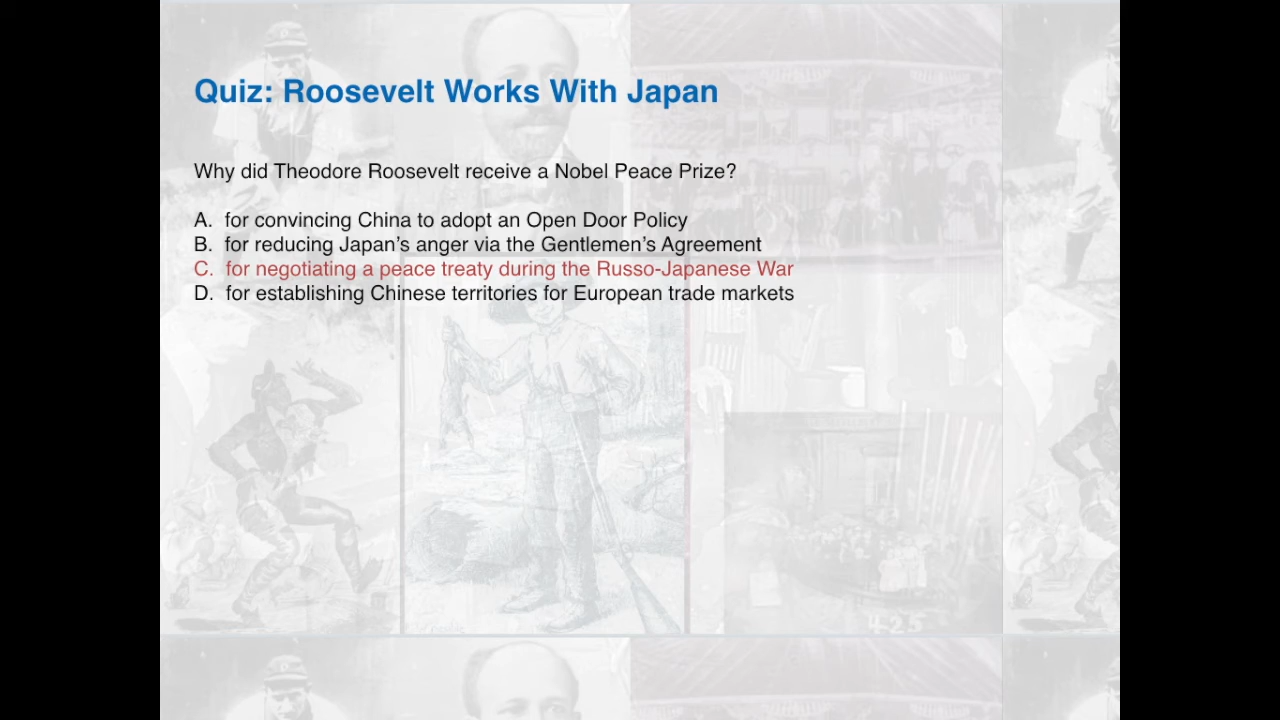 Quiz: Roosevelt Works With Japan
Why did Theodore Roosevelt receive a Nobel Peace Prize?
A. for convincing China to adopt an Open Door Policy
B. for reducing Japan’s anger via the Gentlemen’s Agreement
C. for negotiating a peace treaty during the Russo-Japanese War
D. for establishing Chinese territories for European trade markets
425